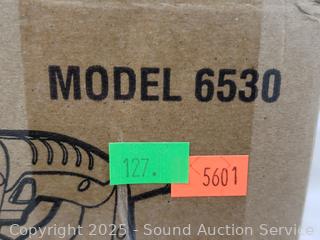 MODEL 6530
127.
5601
Copyright 2025 - Sound Auction Service